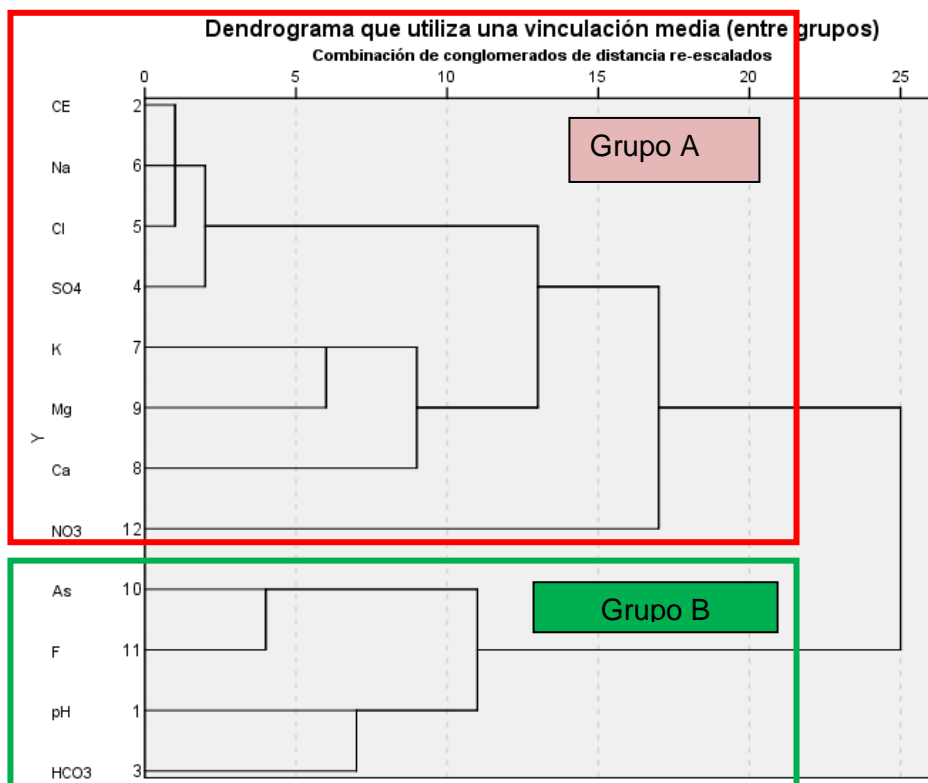 Dendrograma que utiliza una vinculación media (entre grupos)
Combinación de conglomerados de distancia re-escalados
0 5 10 15 20 25
CE 2
Grupo A
Na 6
Cl 5
SO4 4
K 7
Mg 9
Y
Ca 8
NO3 12
As 10
Grupo B
F 11
pH 1
HCO3 3